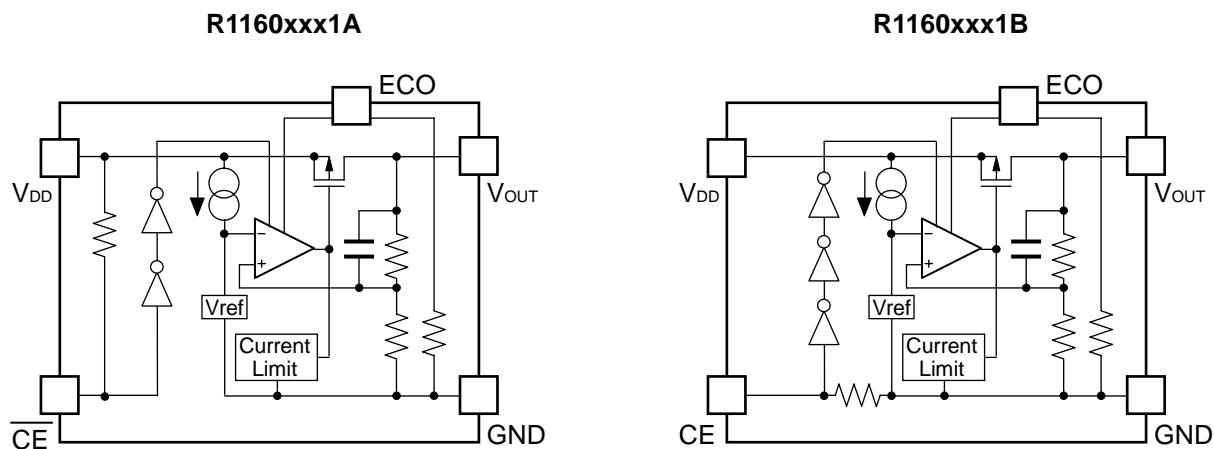 R1160xxx1A
ECO
VDD
VOUT
−
+
Vref
Current
Limit
CE
GND
R1160xxx1B
ECO
VDD
VOUT
−
+
Vref
Current
Limit
CE
GND